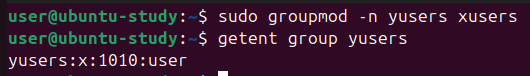 user@ubuntu-study:~$ sudo groupmod -n yusers xusers
user@ubuntu-study:~$ getent group yusers
yusers:x:1010:user